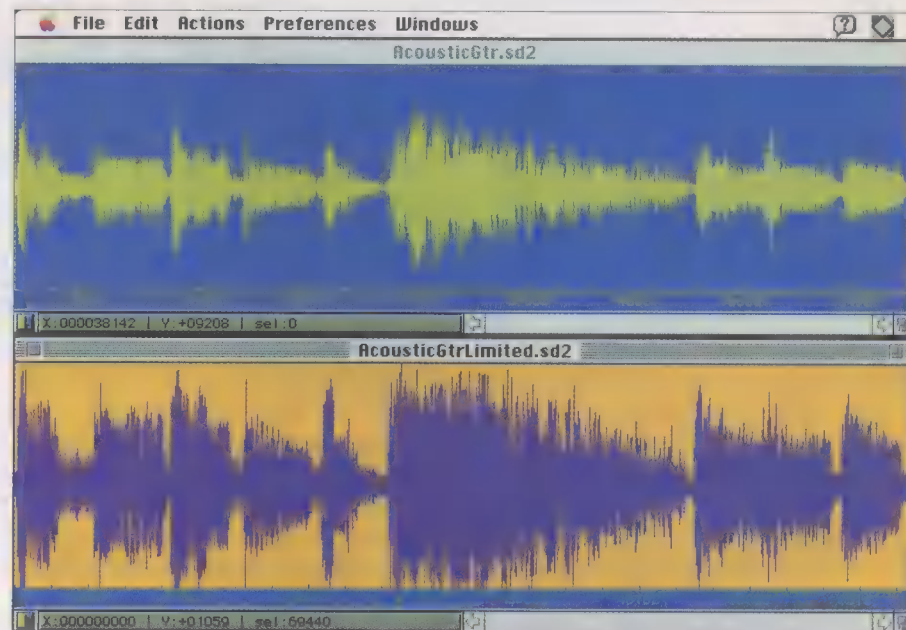 File Edit Actions Preferences Windows
AcousticGtr.sd2
X:000038142 | Y:+09208 | sel:0
AcousticGtrLimited.sd2
X:000000000 | Y:+01059 | sel:69440